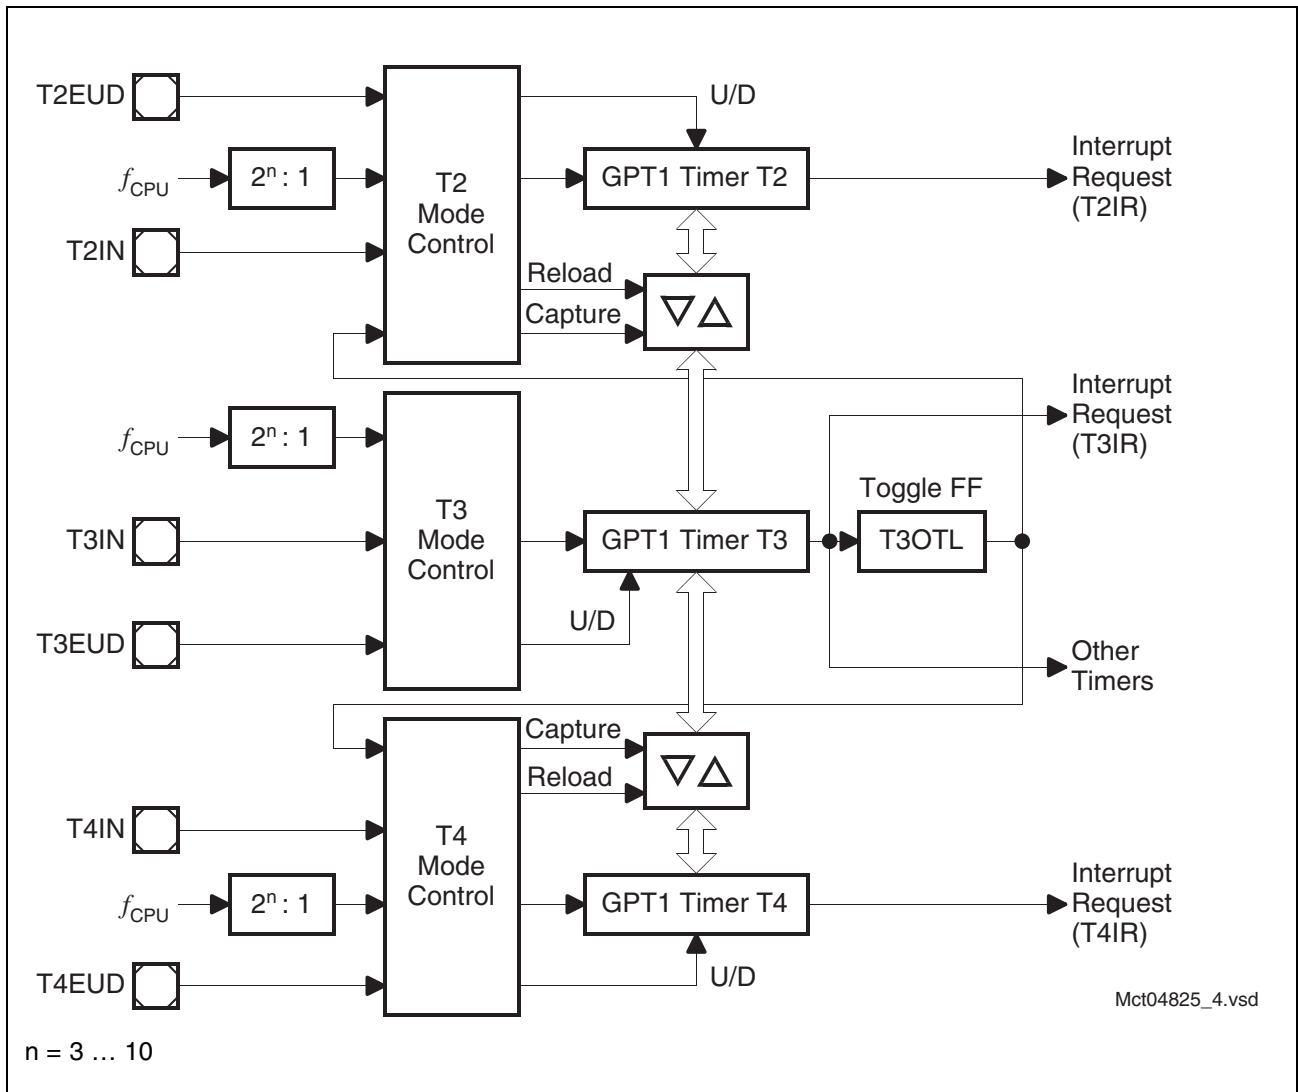 T2EUD
U/D
fCPU
2ⁿ : 1
T2
Mode
Control
GPT1 Timer T2
Interrupt
Request
(T2IR)
T2IN
Reload
Capture
fCPU
2ⁿ : 1
Interrupt
Request
(T3IR)
Toggle FF
T3IN
T3
Mode
Control
GPT1 Timer T3
T3OTL
U/D
T3EUD
Other
Timers
Capture
Reload
T4IN
T4
Mode
Control
fCPU
2ⁿ : 1
GPT1 Timer T4
Interrupt
Request
(T4IR)
T4EUD
U/D
Mct04825_4.vsd
n = 3 … 10